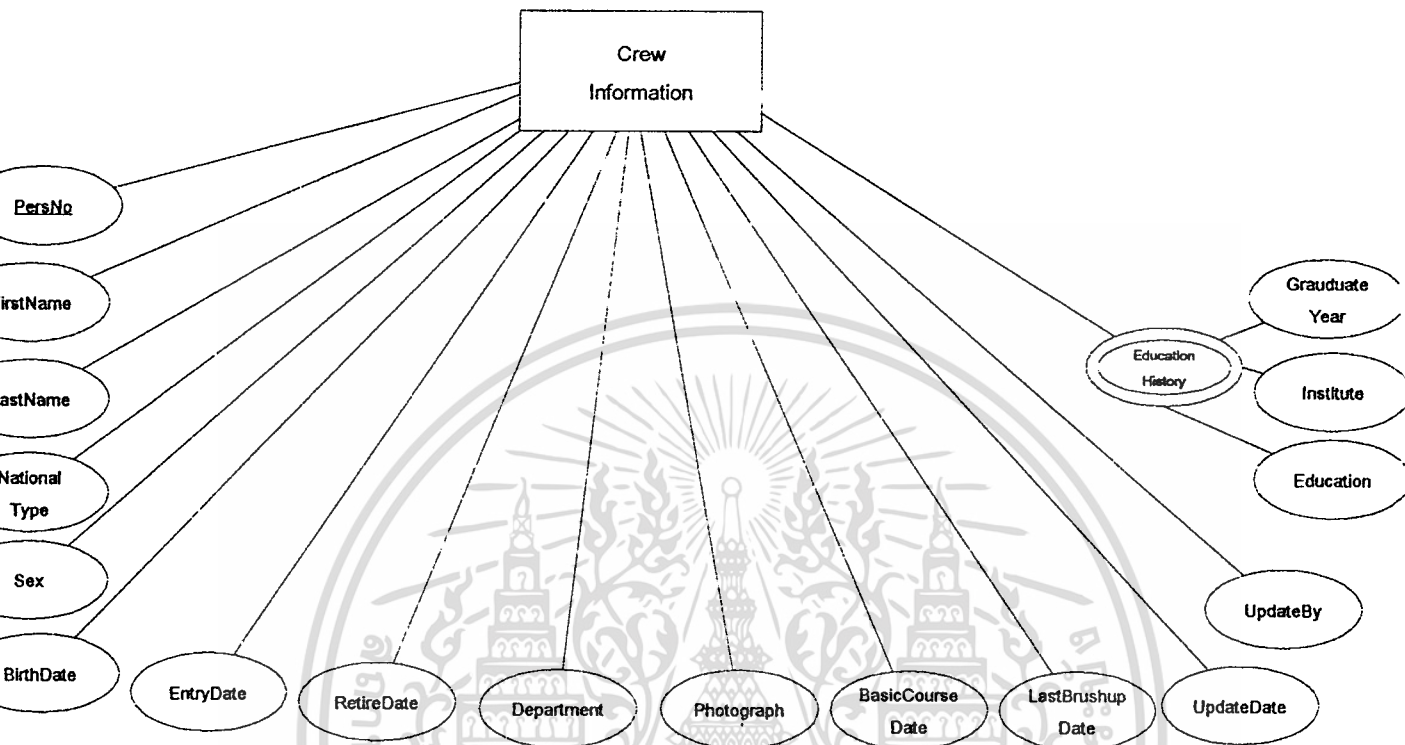 Crew
Information
PersNo
irstName
astName
National
Type
Sex
BirthDate
EntryDate
RetireDate
Department
Photograph
BasicCourse
Date
LastBrushup
Date
UpdateDate
UpdateBy
Education
History
Grauduate
Year
Institute
Education